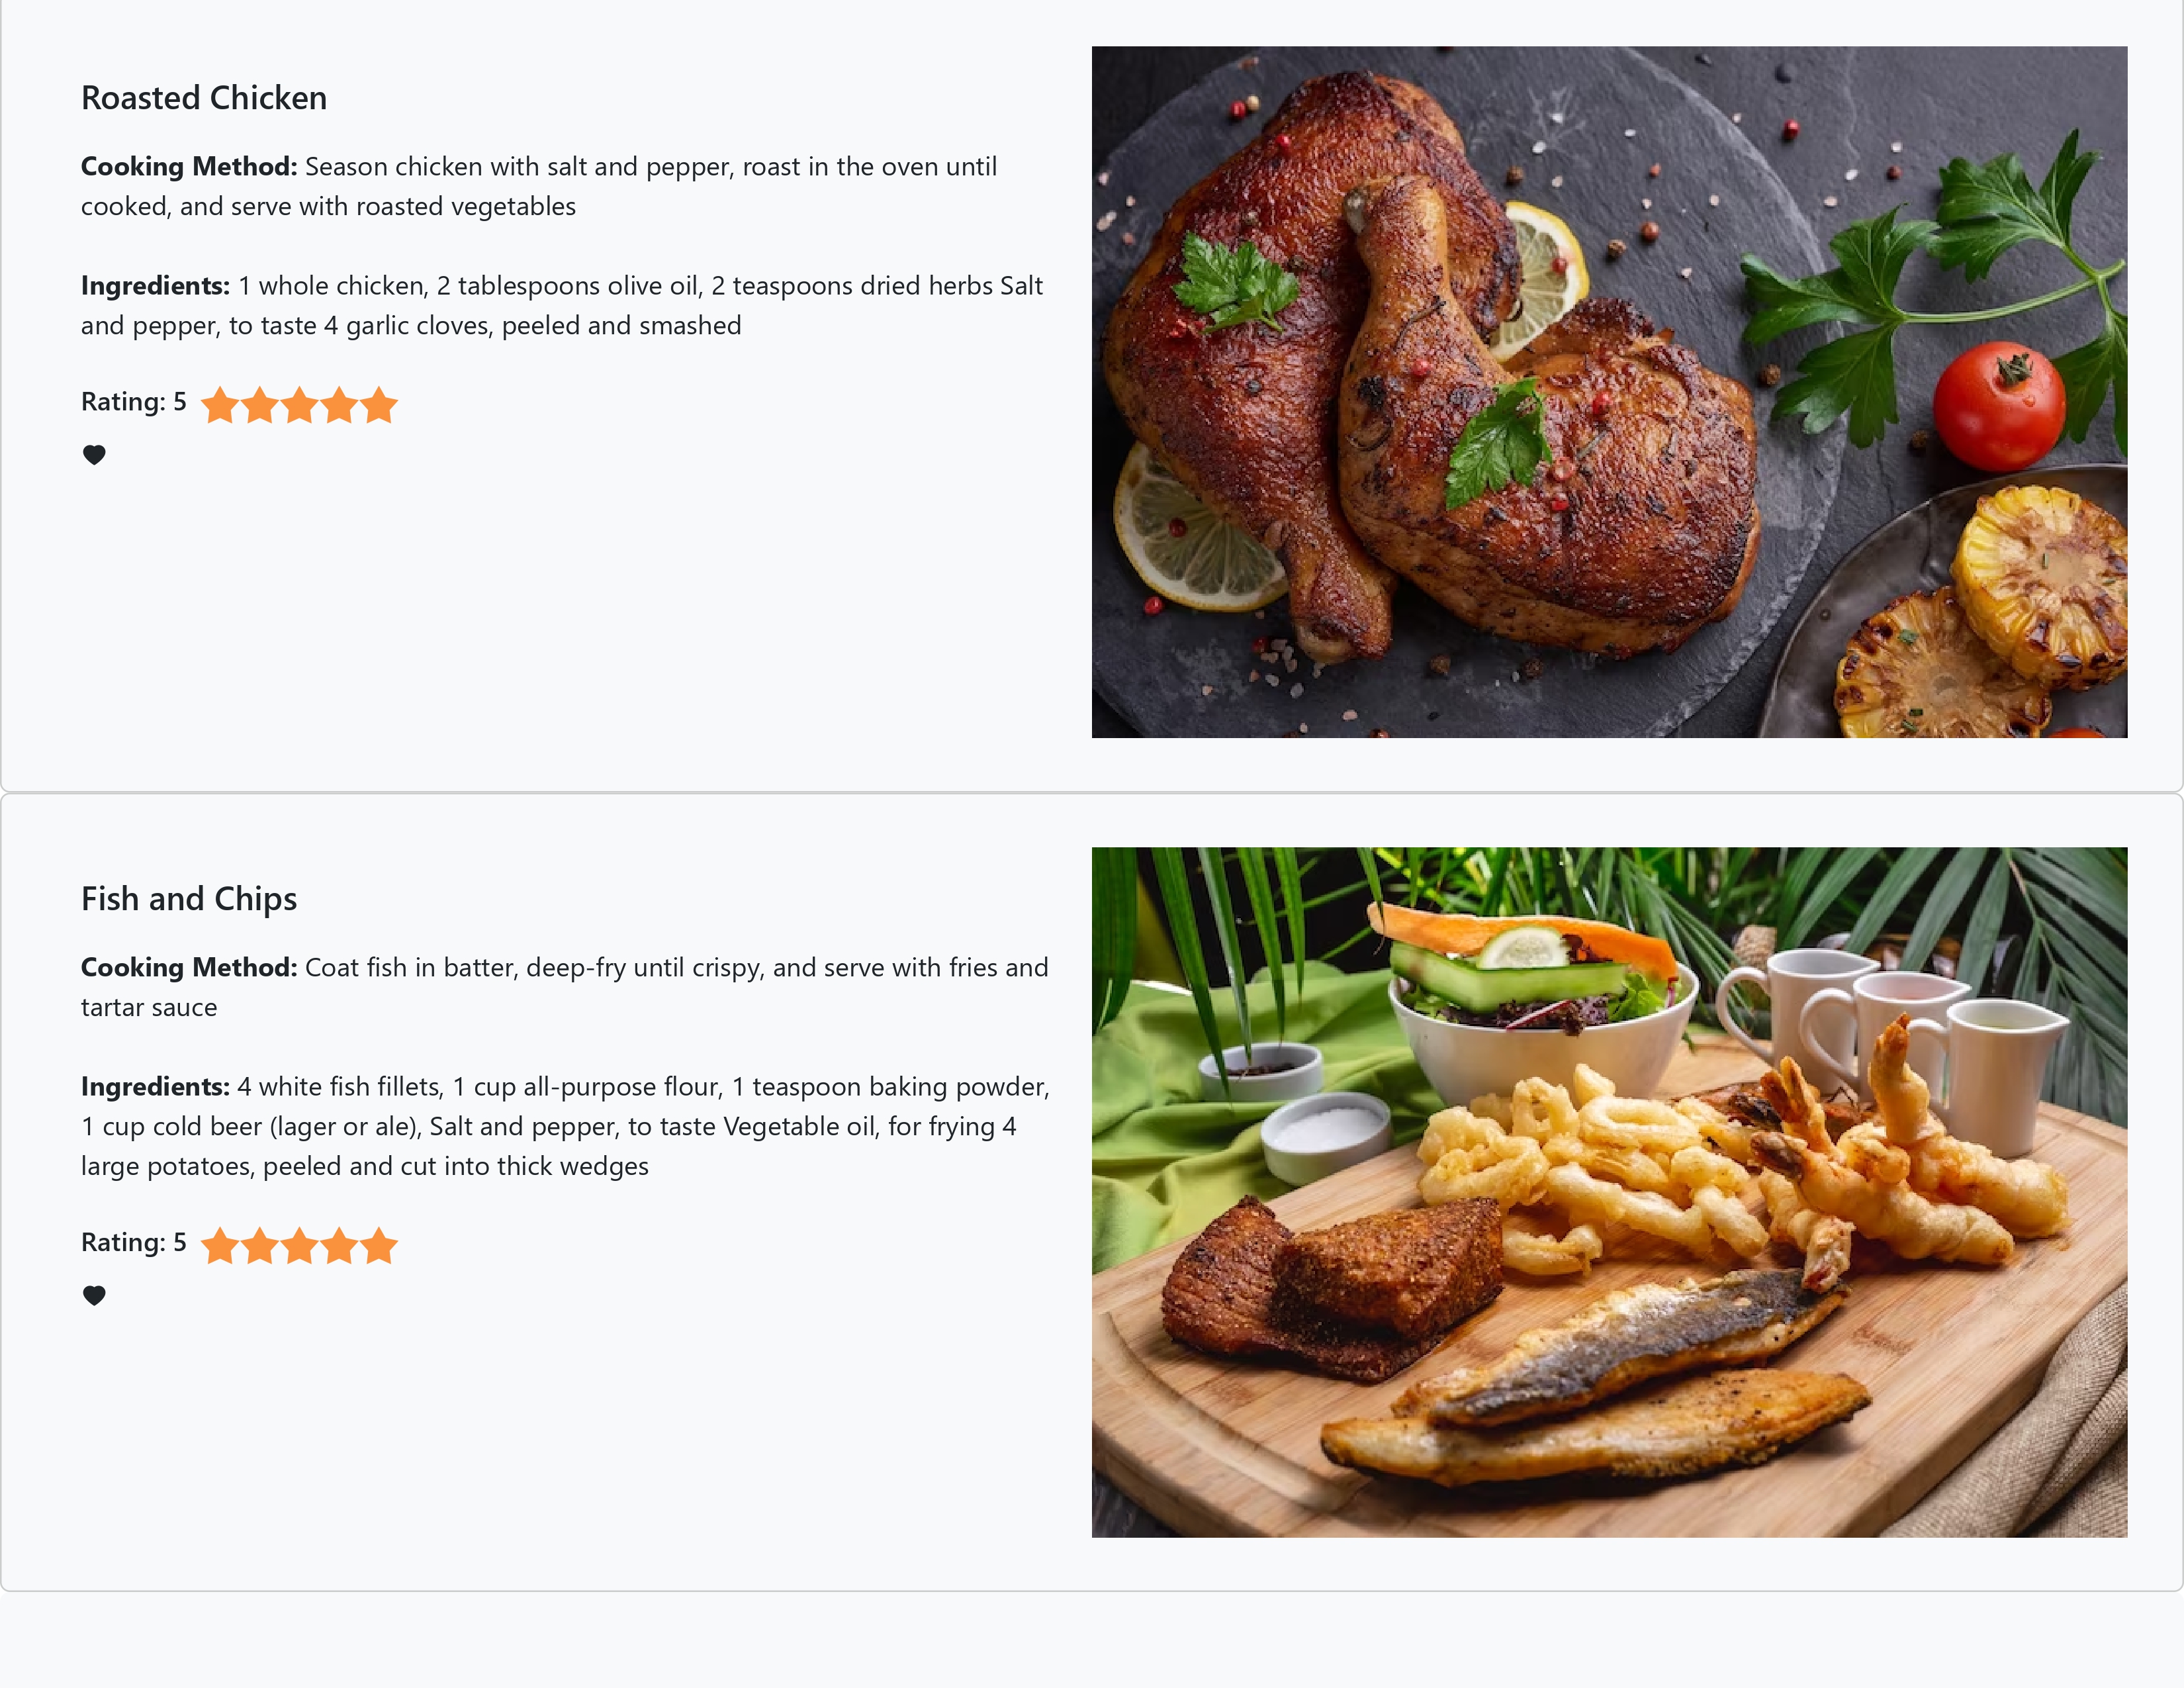 Roasted Chicken
Cooking Method: Season chicken with salt and pepper, roast in the oven until
cooked, and serve with roasted vegetables
Ingredients: 1 whole chicken, 2 tablespoons olive oil, 2 teaspoons dried herbs Salt
and pepper, to taste 4 garlic cloves, peeled and smashed
Rating: 5
Fish and Chips
Cooking Method: Coat fish in batter, deep-fry until crispy, and serve with fries and
tartar sauce
Ingredients: 4 white fish fillets, 1 cup all-purpose flour, 1 teaspoon baking powder,
1 cup cold beer (lager or ale), Salt and pepper, to taste Vegetable oil, for frying 4
large potatoes, peeled and cut into thick wedges
Rating: 5